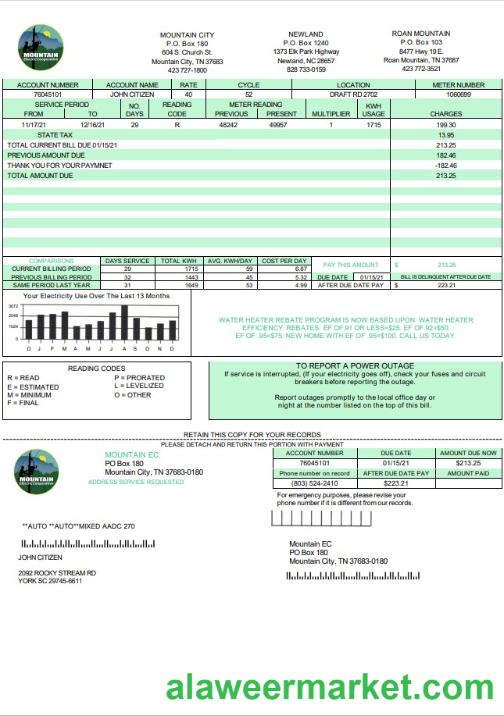 MOUNTAIN
Electric Cooperative
MOUNTAIN CITY
P.O. Box 180
604 S. Church St.
Mountain City, TN 37683
423 727-1800
NEWLAND
P.O. Box 1240
1373 Elk Park Highway
Newland, NC 28657
828 733-0159
ROAN MOUNTAIN
P.O. Box 103
8477 Hwy 19 E.
Roan Mountain, TN 37687
423 772-3521
ACCOUNT NUMBER ACCOUNT NAME RATE CYCLE LOCATION METER NUMBER
76045101 JOHN CITIZEN 40 52 DRAFT RD 2702 1060699
SERVICE PERIOD NO. READING METER READING KWH
FROM TO DAYS CODE PREVIOUS PRESENT MULTIPLIER USAGE CHARGES
11/17/21 12/16/21 29 R 48242 49957 1 1715 199.30
STATE TAX 13.95
TOTAL CURRENT BILL DUE 01/15/21 213.25
PREVIOUS AMOUNT DUE 182.46
THANK YOU FOR YOUR PAYMNET -182.46
TOTAL AMOUNT DUE 213.25
COMPARISONS DAYS SERVICE TOTAL KWH AVG. KWH/DAY COST PER DAY
CURRENT BILLING PERIOD 29 1715 59 6.87
PREVIOUS BILLING PERIOD 32 1443 45 5.32
SAME PERIOD LAST YEAR 31 1649 53 4.99
PAY THIS AMOUNT $ 213.25
DUE DATE 01/15/21 BILL IS DELINQUENT AFTER DUE DATE
AFTER DUE DATE PAY $ 223.21
Your Electricity Use Over The Last 13 Months
3072
2048
1024
0
D J F M A M J J A S O N D
WATER HEATER REBATE PROGRAM IS NOW BASED UPON WATER HEATER
EFFICIENCY. REBATES: EF OF 91 OR LESS=$25. EF OF 92=$50.
EF OF 95=$75. NEW HOME WITH EF OF .96=$100. CALL US TODAY.
READING CODES
R = READ P = PRORATED
E = ESTIMATED L = LEVELIZED
M = MINIMUM O = OTHER
F = FINAL
TO REPORT A POWER OUTAGE
If service is interrupted, (If your electricity goes off), check your fuses and circuit
breakers before reporting the outage.
Report outages promptly to the local office day or
night at the number listed on the top of this bill.
RETAIN THIS COPY FOR YOUR RECORDS
PLEASE DETACH AND RETURN THIS PORTION WITH PAYMENT
MOUNTAIN
Electric Cooperative
MOUNTAIN EC
PO Box 180
Mountain City, TN 37683-0180
ADDRESS SERVICE REQUESTED
ACCOUNT NUMBER DUE DATE AMOUNT DUE NOW
76045101 01/15/21 $213.25
Phone number on record AFTER DUE DATE PAY AMOUNT PAID
(803) 524-2410 $223.21
For emergency purposes, please revise your
phone number if it is different from our records.
**AUTO **AUTO**MIXED AADC 270
JOHN CITIZEN
2092 ROCKY STREAM RD
YORK SC 29745-6611
Mountain EC
PO Box 180
Mountain City, TN 37683-0180
alaweermarket.com